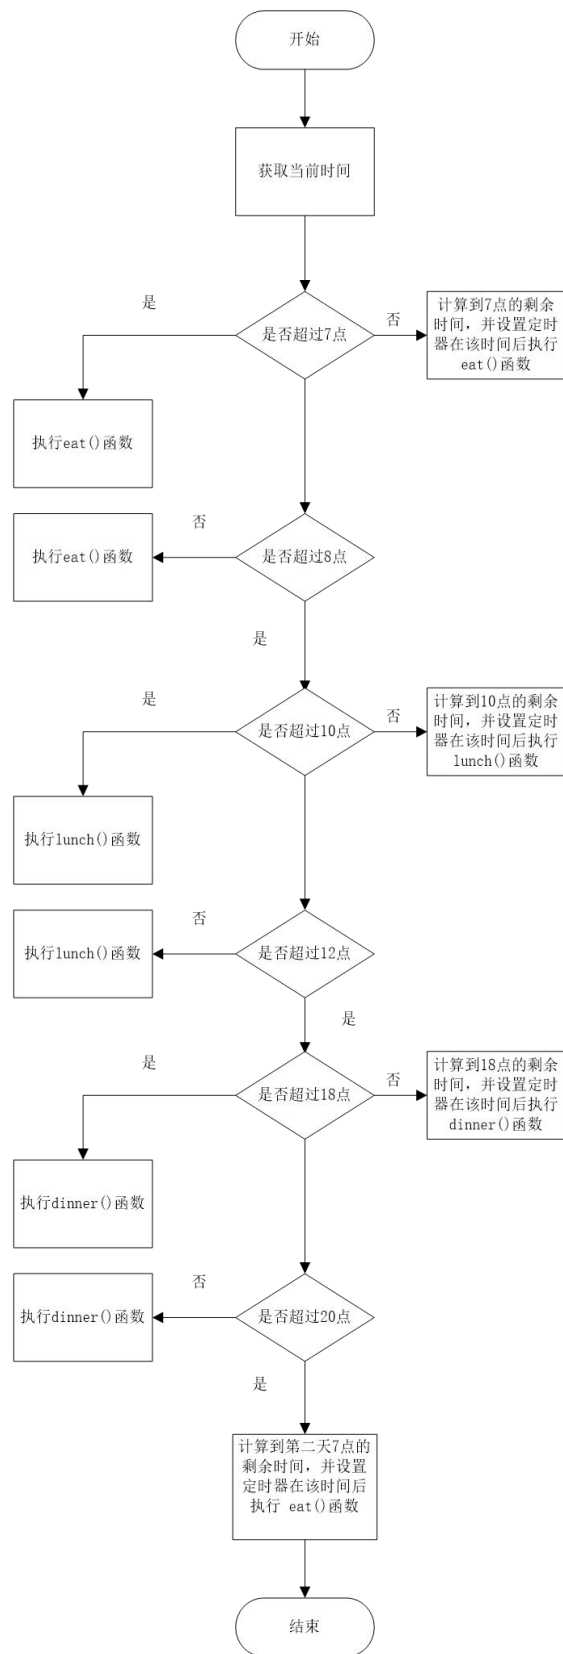 开始
获取当前时间
是
是否超过7点
否
计算到7点的剩余
时间，并设置定时
器在该时间后执行
eat()函数
执行eat()函数
执行eat()函数
否
是否超过8点
是
是
是否超过10点
否
计算到10点的剩余
时间，并设置定时
器在该时间后执行
lunch()函数
执行lunch()函数
执行lunch()函数
否
是否超过12点
是
是
是否超过18点
否
计算到18点的剩余
时间，并设置定时
器在该时间后执行
dinner()函数
执行dinner()函数
执行dinner()函数
否
是否超过20点
是
计算到第二天7点的
剩余时间，并设置
定时器在该时间后
执行 eat()函数
结束